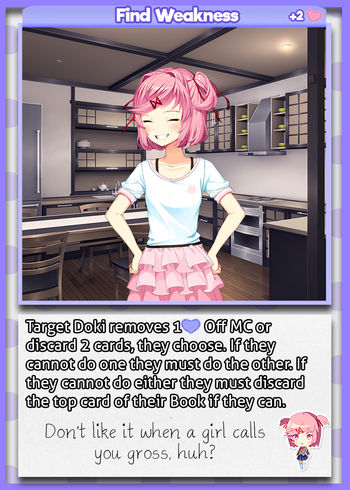 Find Weakness
+2
Target Doki removes 1 Off MC or
discard 2 cards, they choose. If they
cannot do one they must do the other. If
they cannot do either they must discard
the top card of their Book if they can.
Don't like it when a girl calls
you gross, huh?